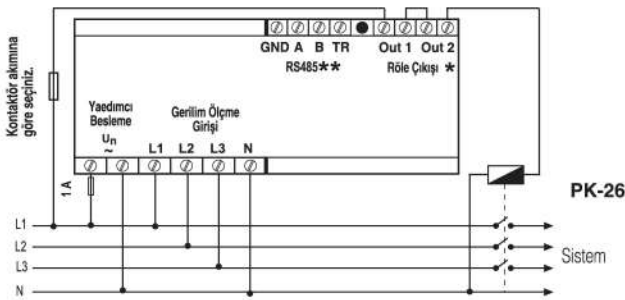 GND A B TR Out 1 Out 2
RS485** Röle Çıkışı *
Kontaktör akımına
göre seçiniz.
Yaedımcı
Besleme
Un
~
Gerilim Ölçme
Girişi
L1 L2 L3 N
1 A
PK-26
L1
L2
L3
N
Sistem